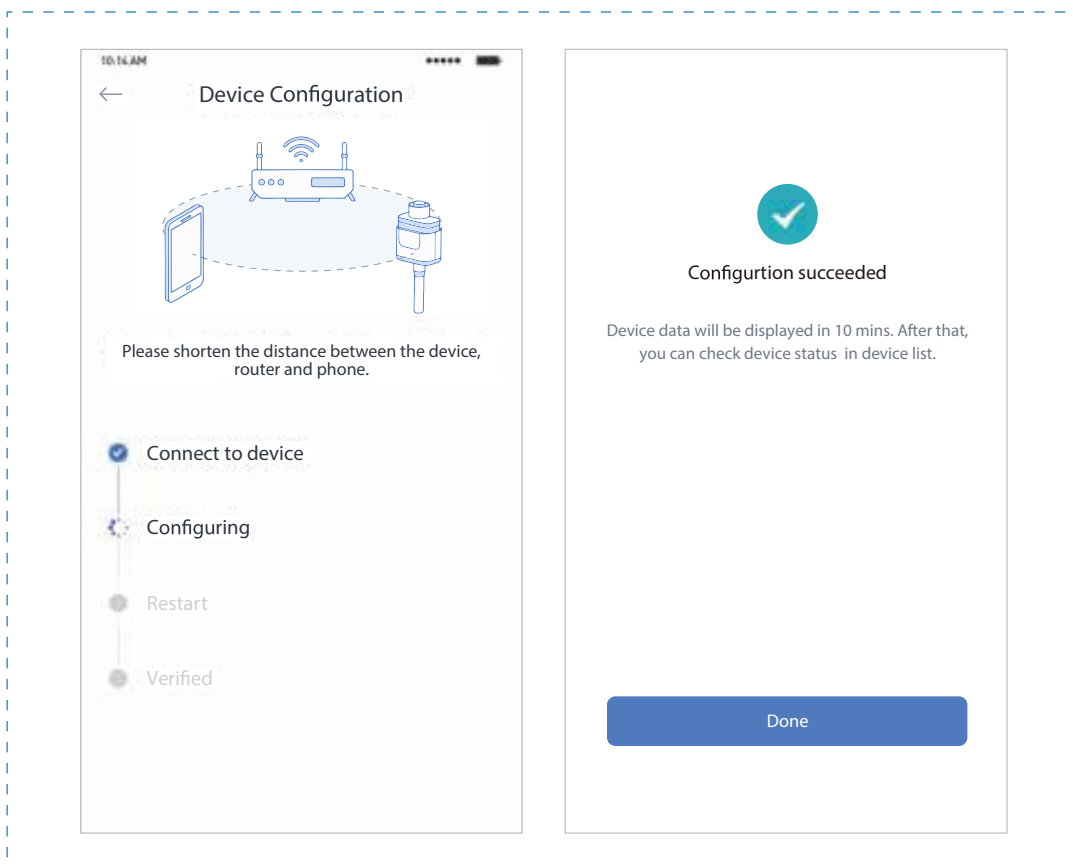 10:14 AM
Device Configuration
Please shorten the distance between the device,
router and phone.
Connect to device
Configuring
Restart
Verified
Configurtion succeeded
Device data will be displayed in 10 mins. After that,
you can check device status in device list.
Done